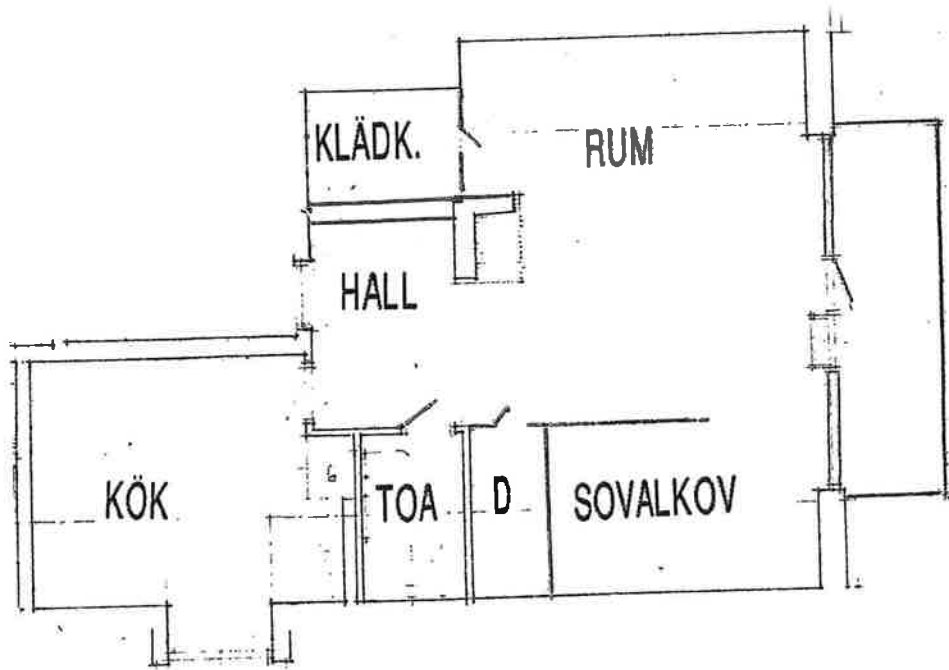 KLÄDK.
RUM
HALL
KÖK
G
TOA
D
SOVALKOV